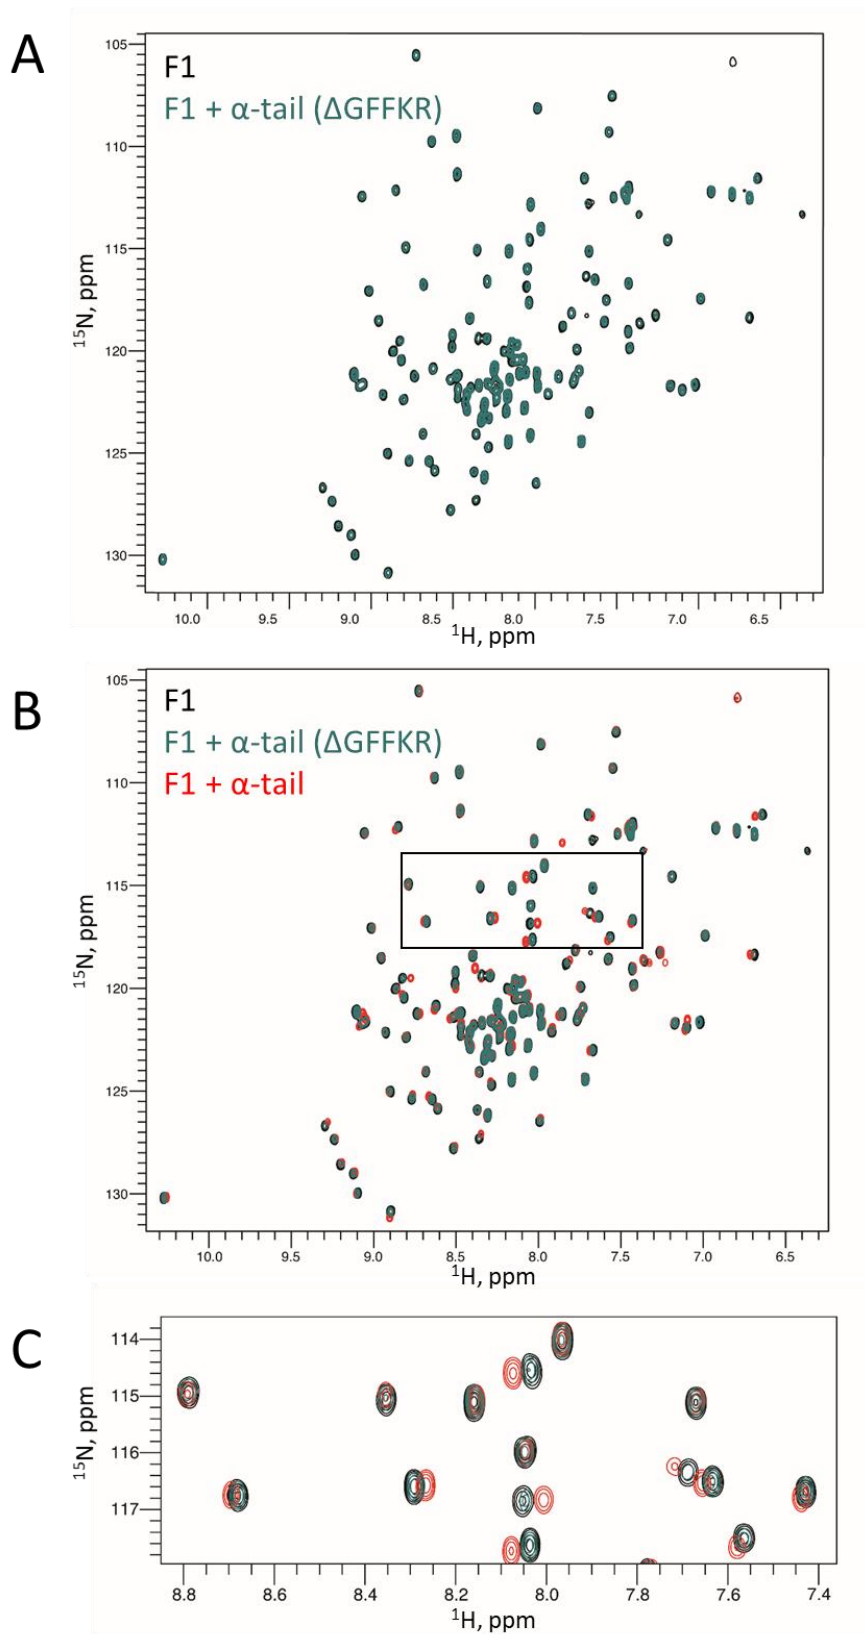 A
F1
F1 + α-tail (ΔGFFKR)
105
110
115
120
125
130
15N, ppm
10.0 9.5 9.0 8.5 8.0 7.5 7.0 6.5
1H, ppm
B
F1
F1 + α-tail (ΔGFFKR)
F1 + α-tail
105
110
115
120
125
130
15N, ppm
10.0 9.5 9.0 8.5 8.0 7.5 7.0 6.5
1H, ppm
C
114
115
116
117
15N, ppm
8.8 8.6 8.4 8.2 8.0 7.8 7.6 7.4
1H, ppm